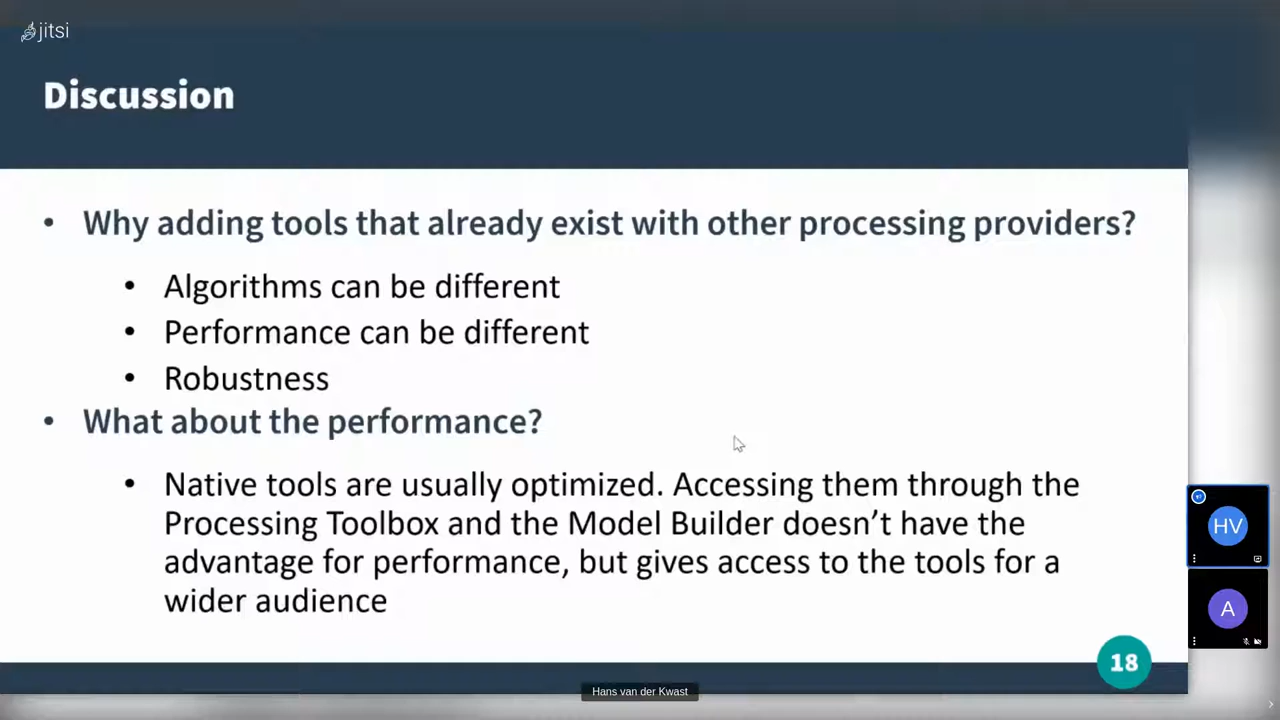 jitsi
Discussion
• Why adding tools that already exist with other processing providers?
• Algorithms can be different
• Performance can be different
• Robustness
• What about the performance?
• Native tools are usually optimized. Accessing them through the
Processing Toolbox and the Model Builder doesn’t have the
advantage for performance, but gives access to the tools for a
wider audience
HV
A
18
Hans van der Kwast